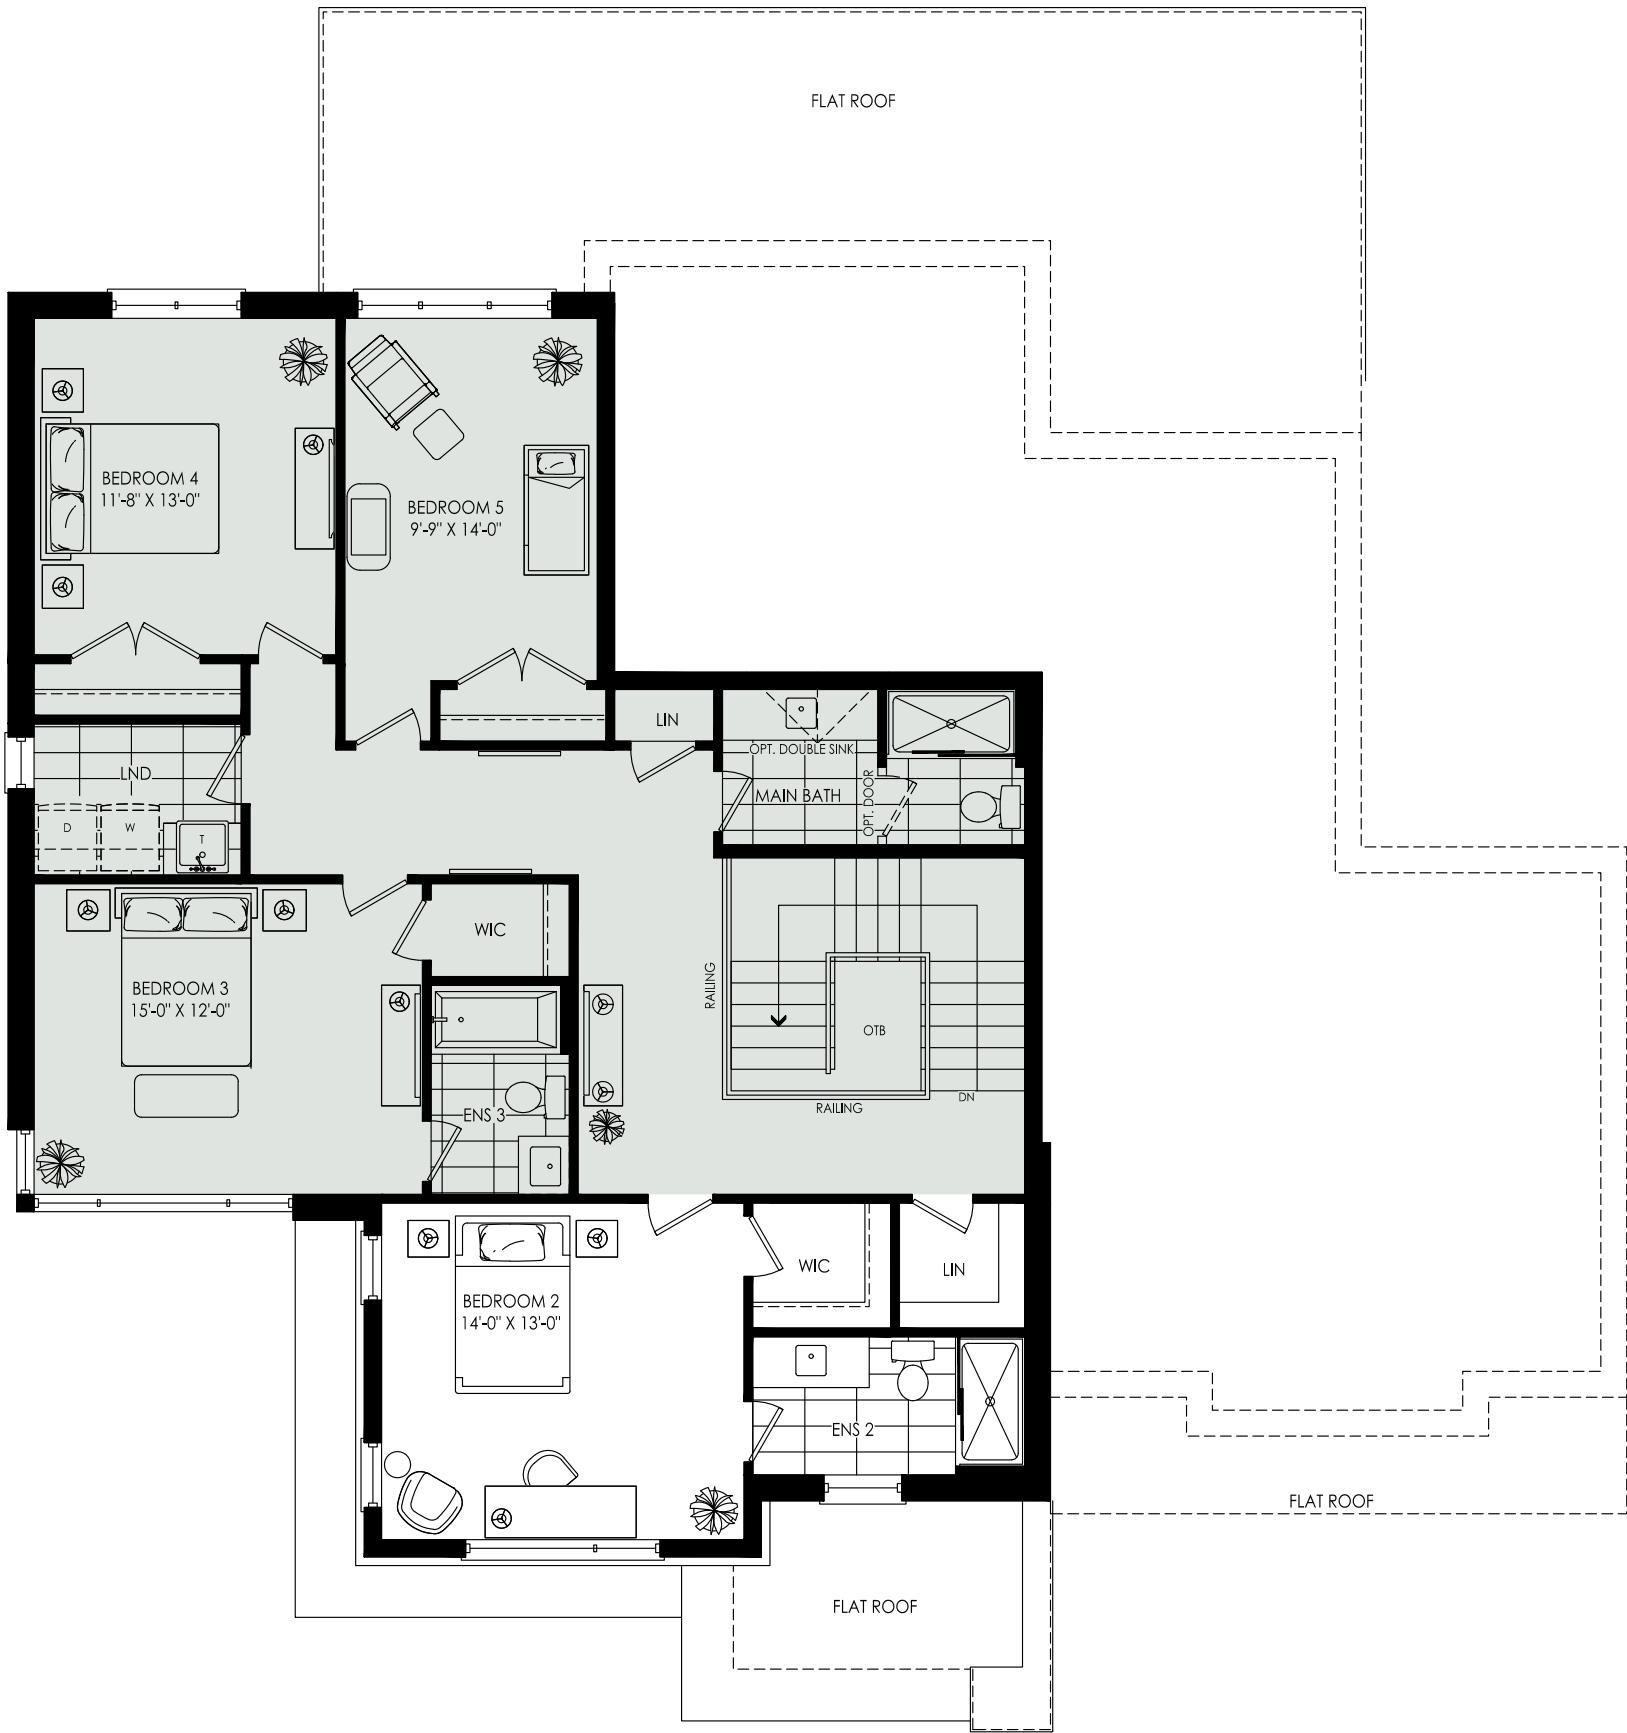 FLAT ROOF
BEDROOM 4
11'-8" X 13'-0"
BEDROOM 5
9'-9" X 14'-0"
LIN
OPT. DOUBLE SINK
LND
MAIN BATH
OPT. DOOR
D
W
T
WIC
BEDROOM 3
15'-0" X 12'-0"
RAILING
OTB
DN
RAILING
ENS 3
WIC
LIN
BEDROOM 2
14'-0" X 13'-0"
ENS 2
FLAT ROOF
FLAT ROOF